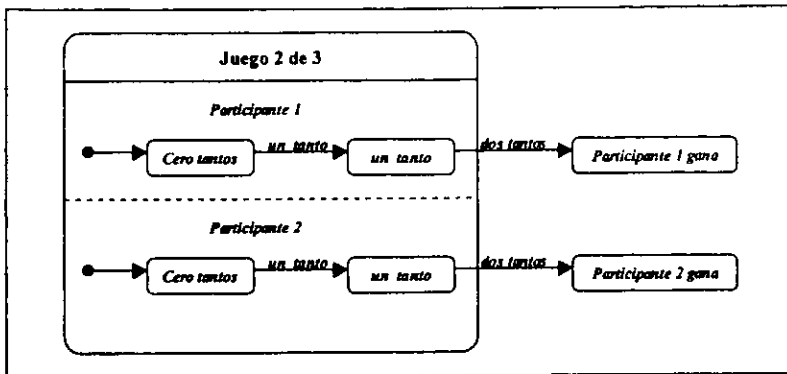 Juego 2 de 3
Participante 1
Cero tantos un tanto un tanto dos tantos Participante 1 gana
Participante 2
Cero tantos un tanto un tanto dos tantos Participante 2 gana